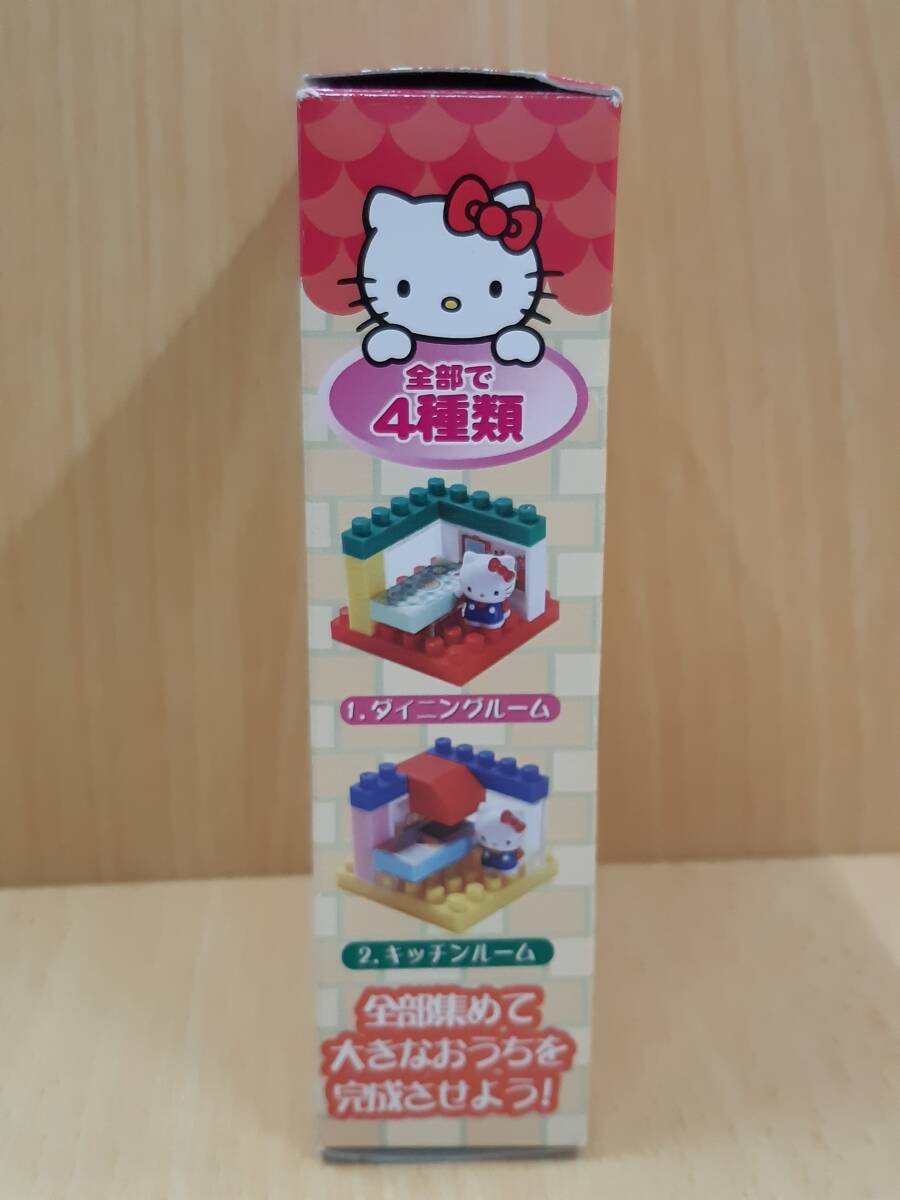 全部で
4種類
1.ダイニングルーム
2.キッチンルーム
全部集めて
大きなおうちを
完成させよう!